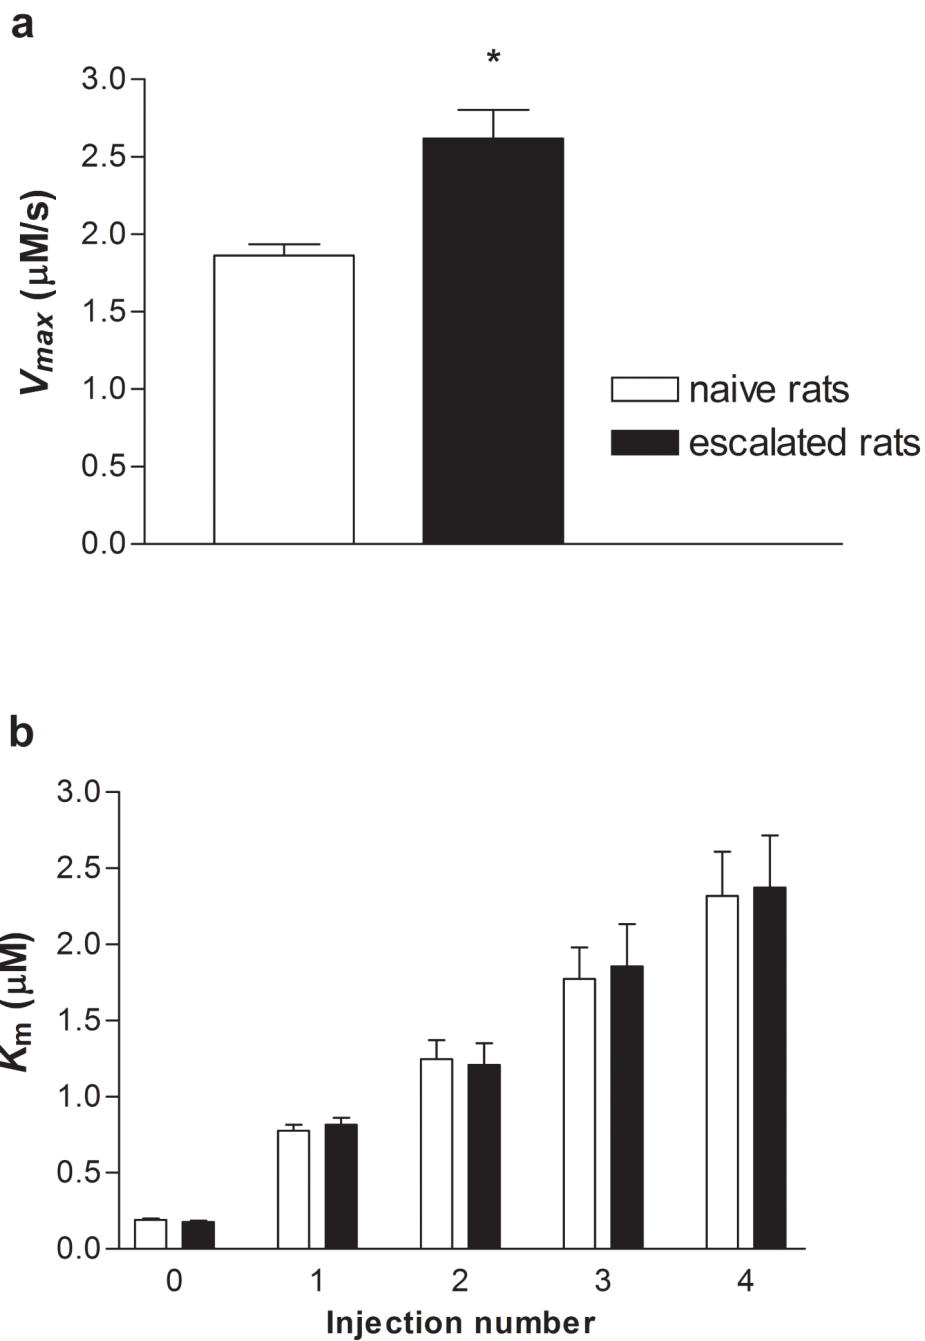 a
*
3.0
2.5
2.0
1.5
1.0
0.5
0.0
Vmax (μM/s)
naive rats
escalated rats
b
3.0
2.5
2.0
1.5
1.0
0.5
0.0
Km (μM)
0 1 2 3 4
Injection number